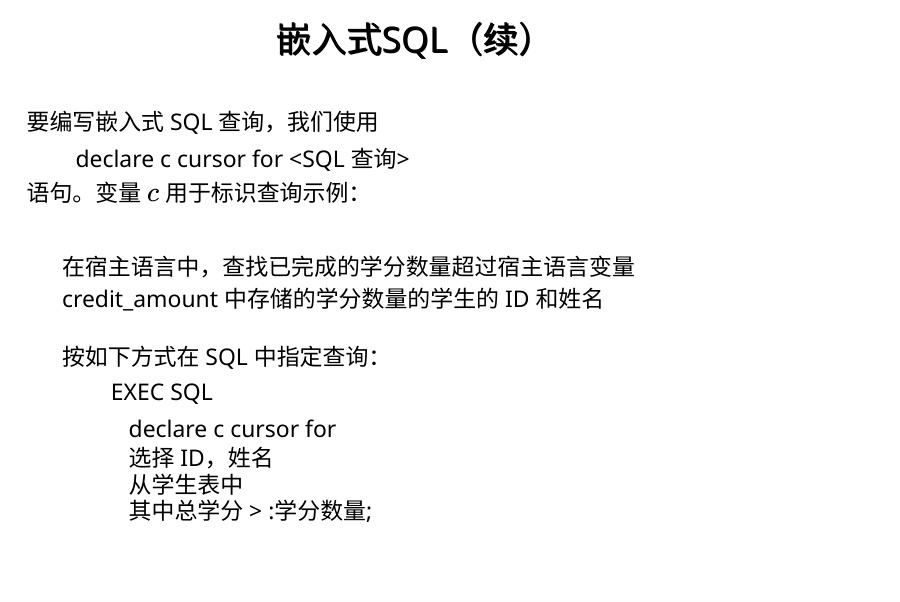 嵌入式SQL（续）
要编写嵌入式 SQL 查询，我们使用
declare c cursor for <SQL 查询>
语句。变量 c 用于标识查询示例：
在宿主语言中，查找已完成的学分数量超过宿主语言变量
credit_amount 中存储的学分数量的学生的 ID 和姓名
按如下方式在 SQL 中指定查询：
EXEC SQL
declare c cursor for
选择 ID，姓名
从学生表中
其中总学分 > :学分数量;